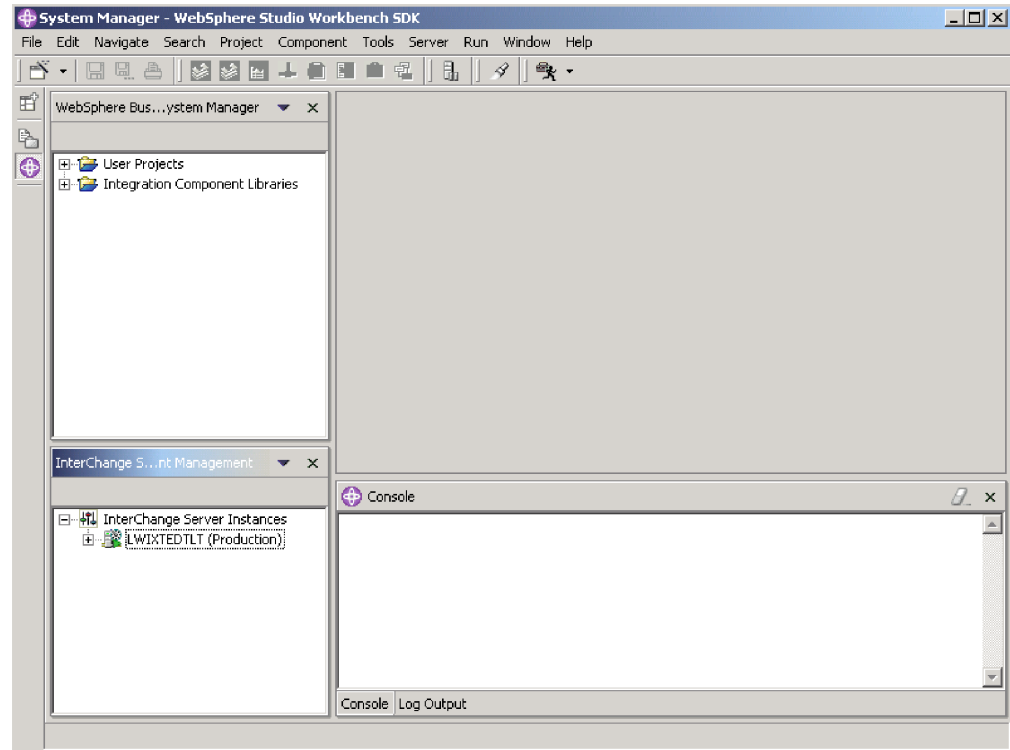 System Manager - WebSphere Studio Workbench SDK
File Edit Navigate Search Project Component Tools Server Run Window Help
WebSphere Bus...ystem Manager
User Projects
Integration Component Libraries
InterChange S...nt Management
InterChange Server Instances
LWIXTEDTLT (Production)
Console
Console Log Output